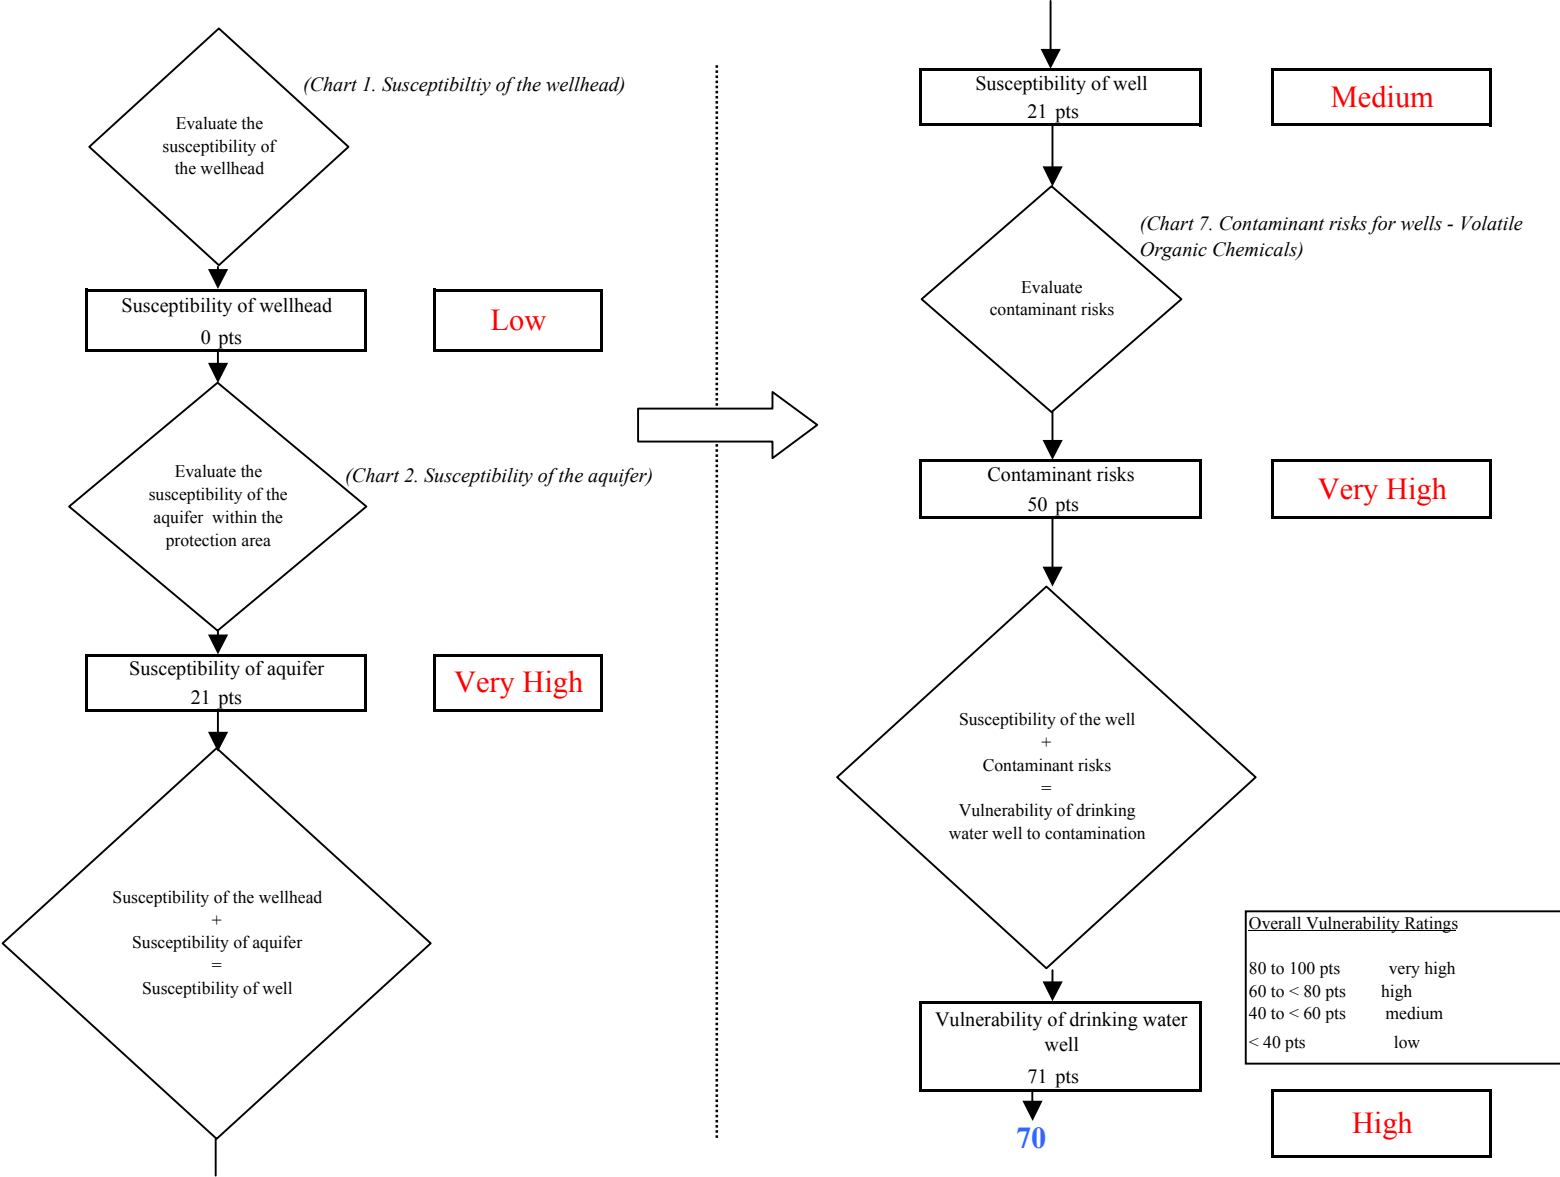 (Chart 1. Susceptibiltiy of the wellhead)
Evaluate the
susceptibility of
the wellhead
Susceptibility of wellhead
0 pts
Low
Evaluate the
susceptibility of the
aquifer within the
protection area
(Chart 2. Susceptibility of the aquifer)
Susceptibility of aquifer
21 pts
Very High
Susceptibility of the wellhead
+
Susceptibility of aquifer
=
Susceptibility of well
Susceptibility of well
21 pts
Medium
(Chart 7. Contaminant risks for wells - Volatile
Organic Chemicals)
Evaluate
contaminant risks
Contaminant risks
50 pts
Very High
Susceptibility of the well
+
Contaminant risks
=
Vulnerability of drinking
water well to contamination
Overall Vulnerability Ratings
80 to 100 pts very high
60 to < 80 pts high
40 to < 60 pts medium
< 40 pts low
Vulnerability of drinking water
well
71 pts
70
High